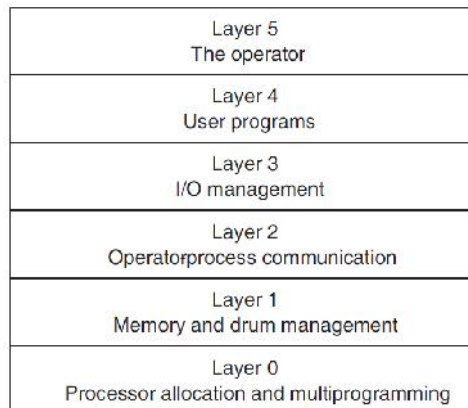 Layer 5
The operator
Layer 4
User programs
Layer 3
I/O management
Layer 2
Operatorprocess communication
Layer 1
Memory and drum management
Layer 0
Processor allocation and multiprogramming